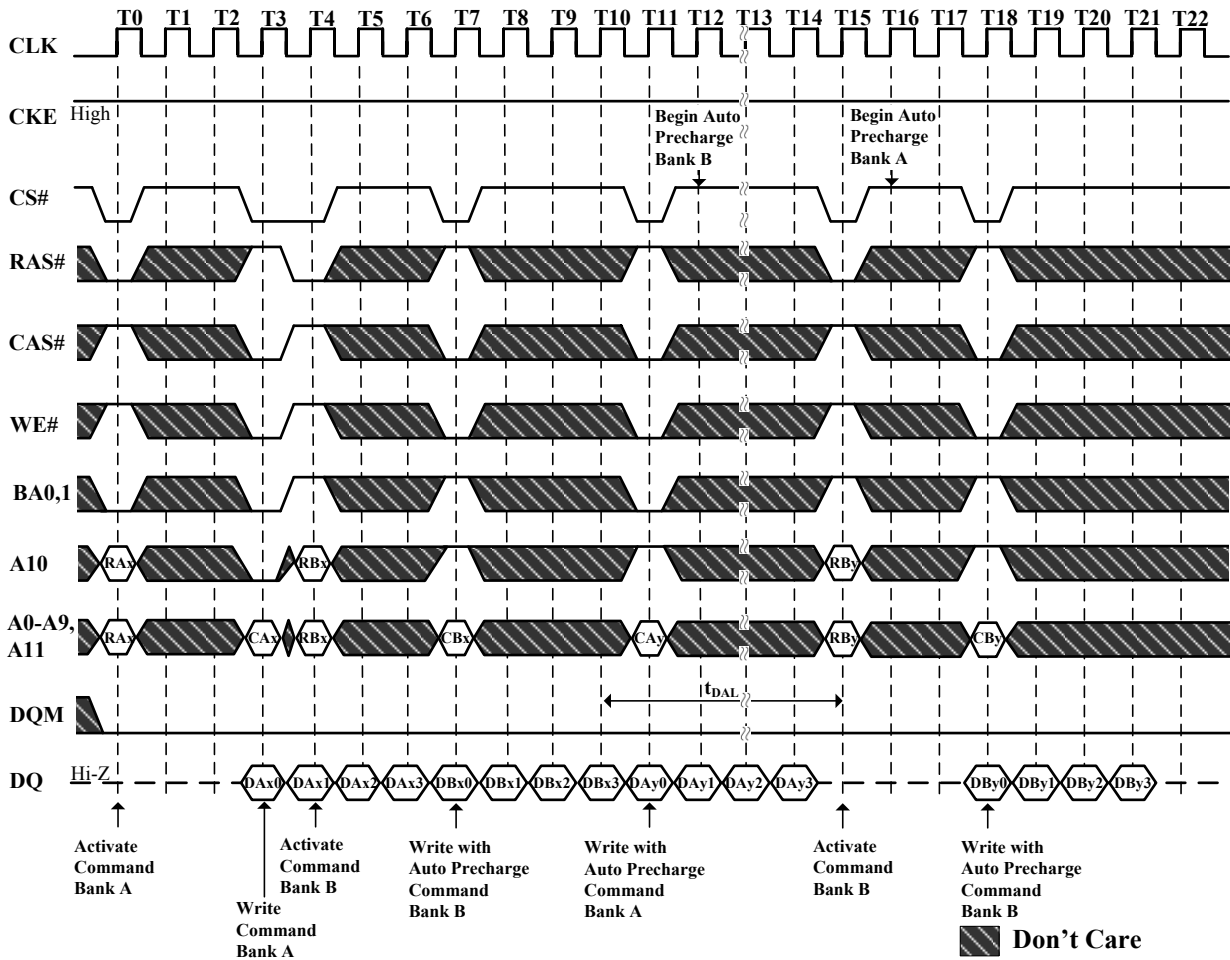 T0 T1 T2 T3 T4 T5 T6 T7 T8 T9 T10 T11 T12 T13 T14 T15 T16 T17 T18 T19 T20 T21 T22
CLK
CKE High
Begin Auto
Precharge
Bank B
Begin Auto
Precharge
Bank A
CS#
RAS#
CAS#
WE#
BA0,1
A10 RAx RBx RBy
A0-A9,
A11
RAx CAx RBx CBx CAy RBy CBy
tDAL
DQM
DQ Hi-Z DAx0 DAx1 DAx2 DAx3 DBx0 DBx1 DBx2 DBx3 DAy0 DAy1 DAy2 DAy3 DBy0 DBy1 DBy2 DBy3
Activate
Command
Bank A
Write
Command
Bank A
Activate
Command
Bank B
Write with
Auto Precharge
Command
Bank B
Write with
Auto Precharge
Command
Bank A
Activate
Command
Bank B
Write with
Auto Precharge
Command
Bank B
Don't Care